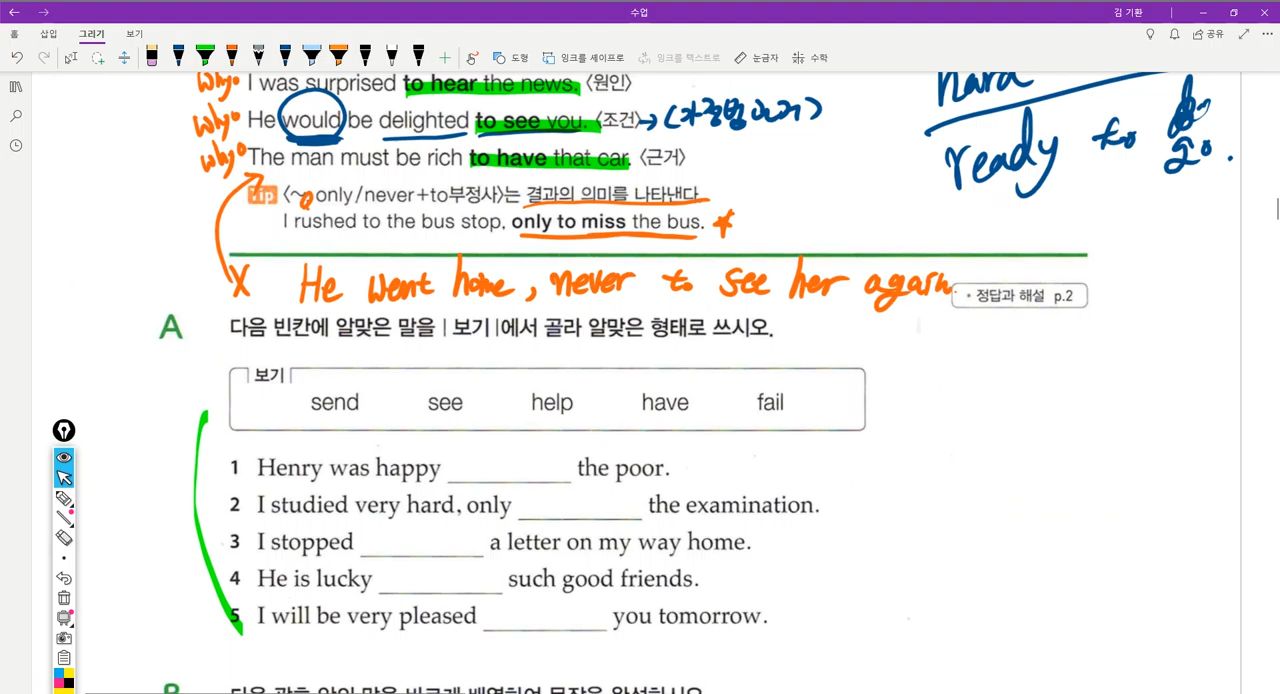 수업
김 기환
홈 삽입 그리기 보기
공유
도형 잉크를 셰이프로 잉크를 텍스트로 눈금자 수학
why? I was surprised to hear the news. 〈원인〉
hard
why? He would be delighted to see you. 〈조건〉 → (가정법 느낌)
ready to go.
why? The man must be rich to have that car. 〈근거〉
tip 〈~ only/never+to부정사〉는 결과의 의미를 나타낸다.
I rushed to the bus stop, only to miss the bus.
X He went home, never to see her again.
• 정답과 해설 p.2
A 다음 빈칸에 알맞은 말을 | 보기 |에서 골라 알맞은 형태로 쓰시오.
보기
send see help have fail
1 Henry was happy __________ the poor.
2 I studied very hard, only __________ the examination.
3 I stopped __________ a letter on my way home.
4 He is lucky __________ such good friends.
5 I will be very pleased __________ you tomorrow.